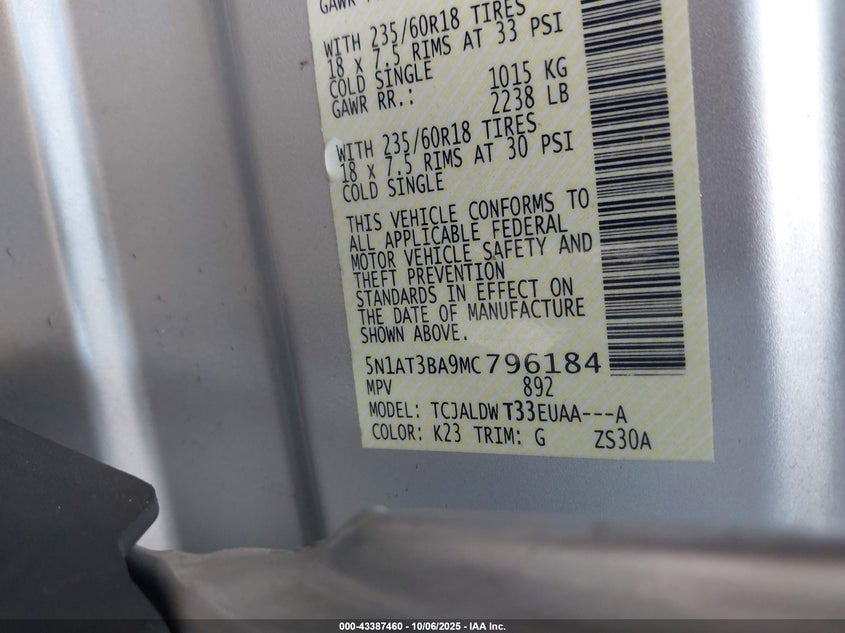 GAWR
WITH 235/60R18 TIRES
18 x 7.5 RIMS AT 33 PSI
COLD SINGLE
GAWR RR.: 1015 KG
2238 LB
WITH 235/60R18 TIRES
18 x 7.5 RIMS AT 30 PSI
COLD SINGLE
THIS VEHICLE CONFORMS TO
ALL APPLICABLE FEDERAL
MOTOR VEHICLE SAFETY AND
THEFT PREVENTION
STANDARDS IN EFFECT ON
THE DATE OF MANUFACTURE
SHOWN ABOVE.
5N1AT3BA9MC796184
MPV 892
MODEL: TCJALDWT33EUAA---A
COLOR: K23 TRIM: G ZS30A
000-43387460 - 10/06/2025 - IAA Inc.